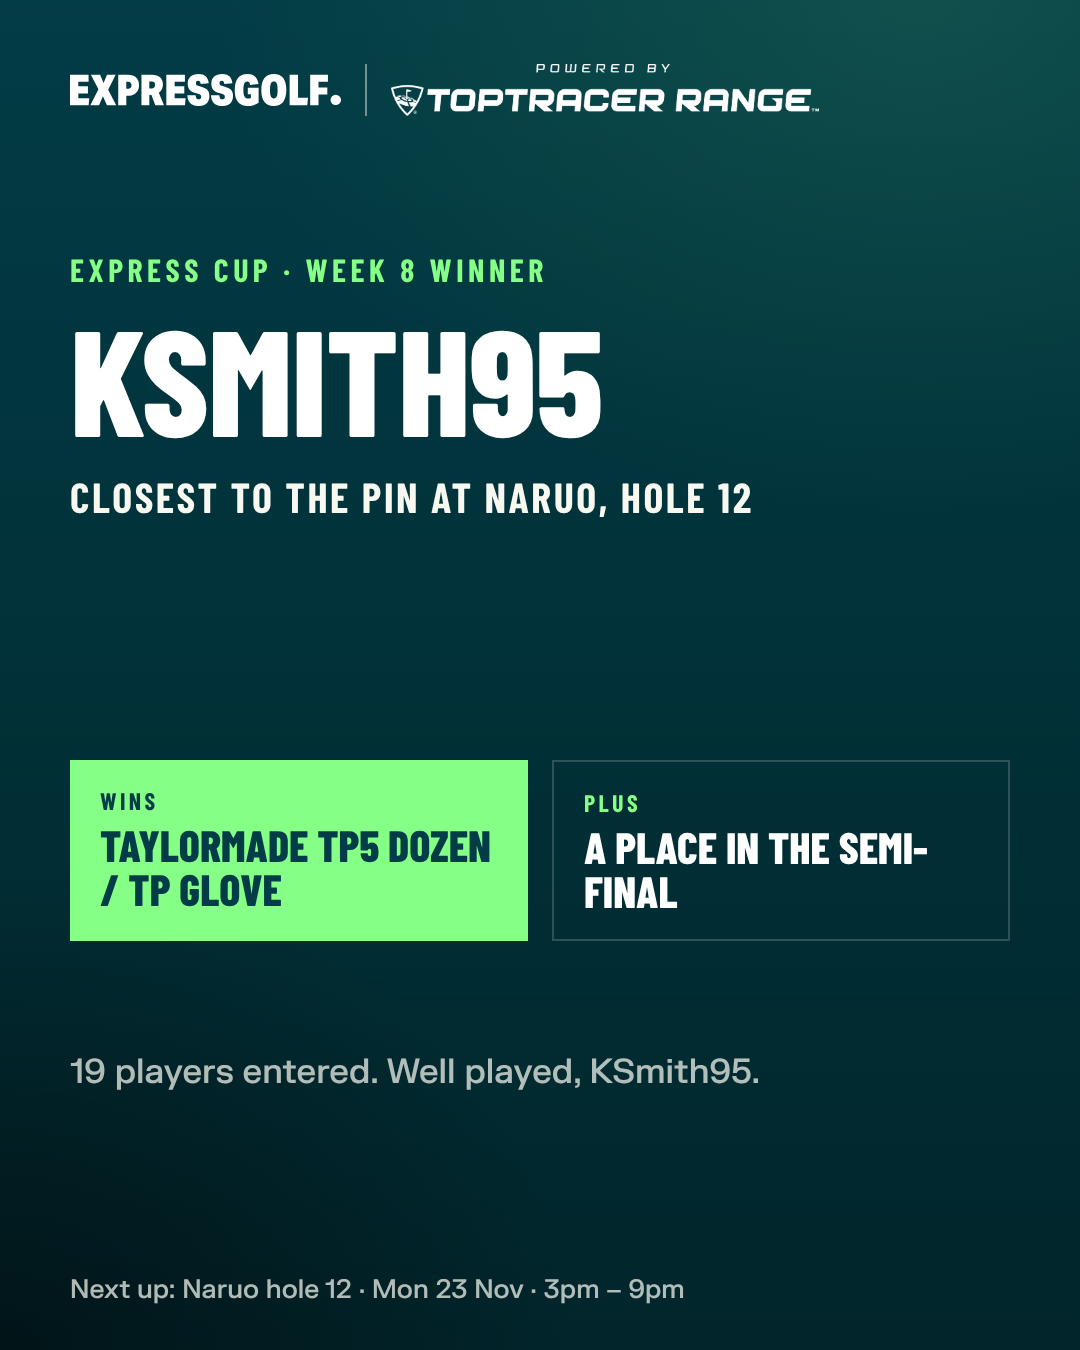 EXPRESSGOLF.
POWERED BY
TOPTRACER RANGE™
EXPRESS CUP · WEEK 8 WINNER
KSMITH95
CLOSEST TO THE PIN AT NARUO, HOLE 12
WINS
TAYLORMADE TP5 DOZEN
/ TP GLOVE
PLUS
A PLACE IN THE SEMI-
FINAL
19 players entered. Well played, KSmith95.
Next up: Naruo hole 12 · Mon 23 Nov · 3pm – 9pm